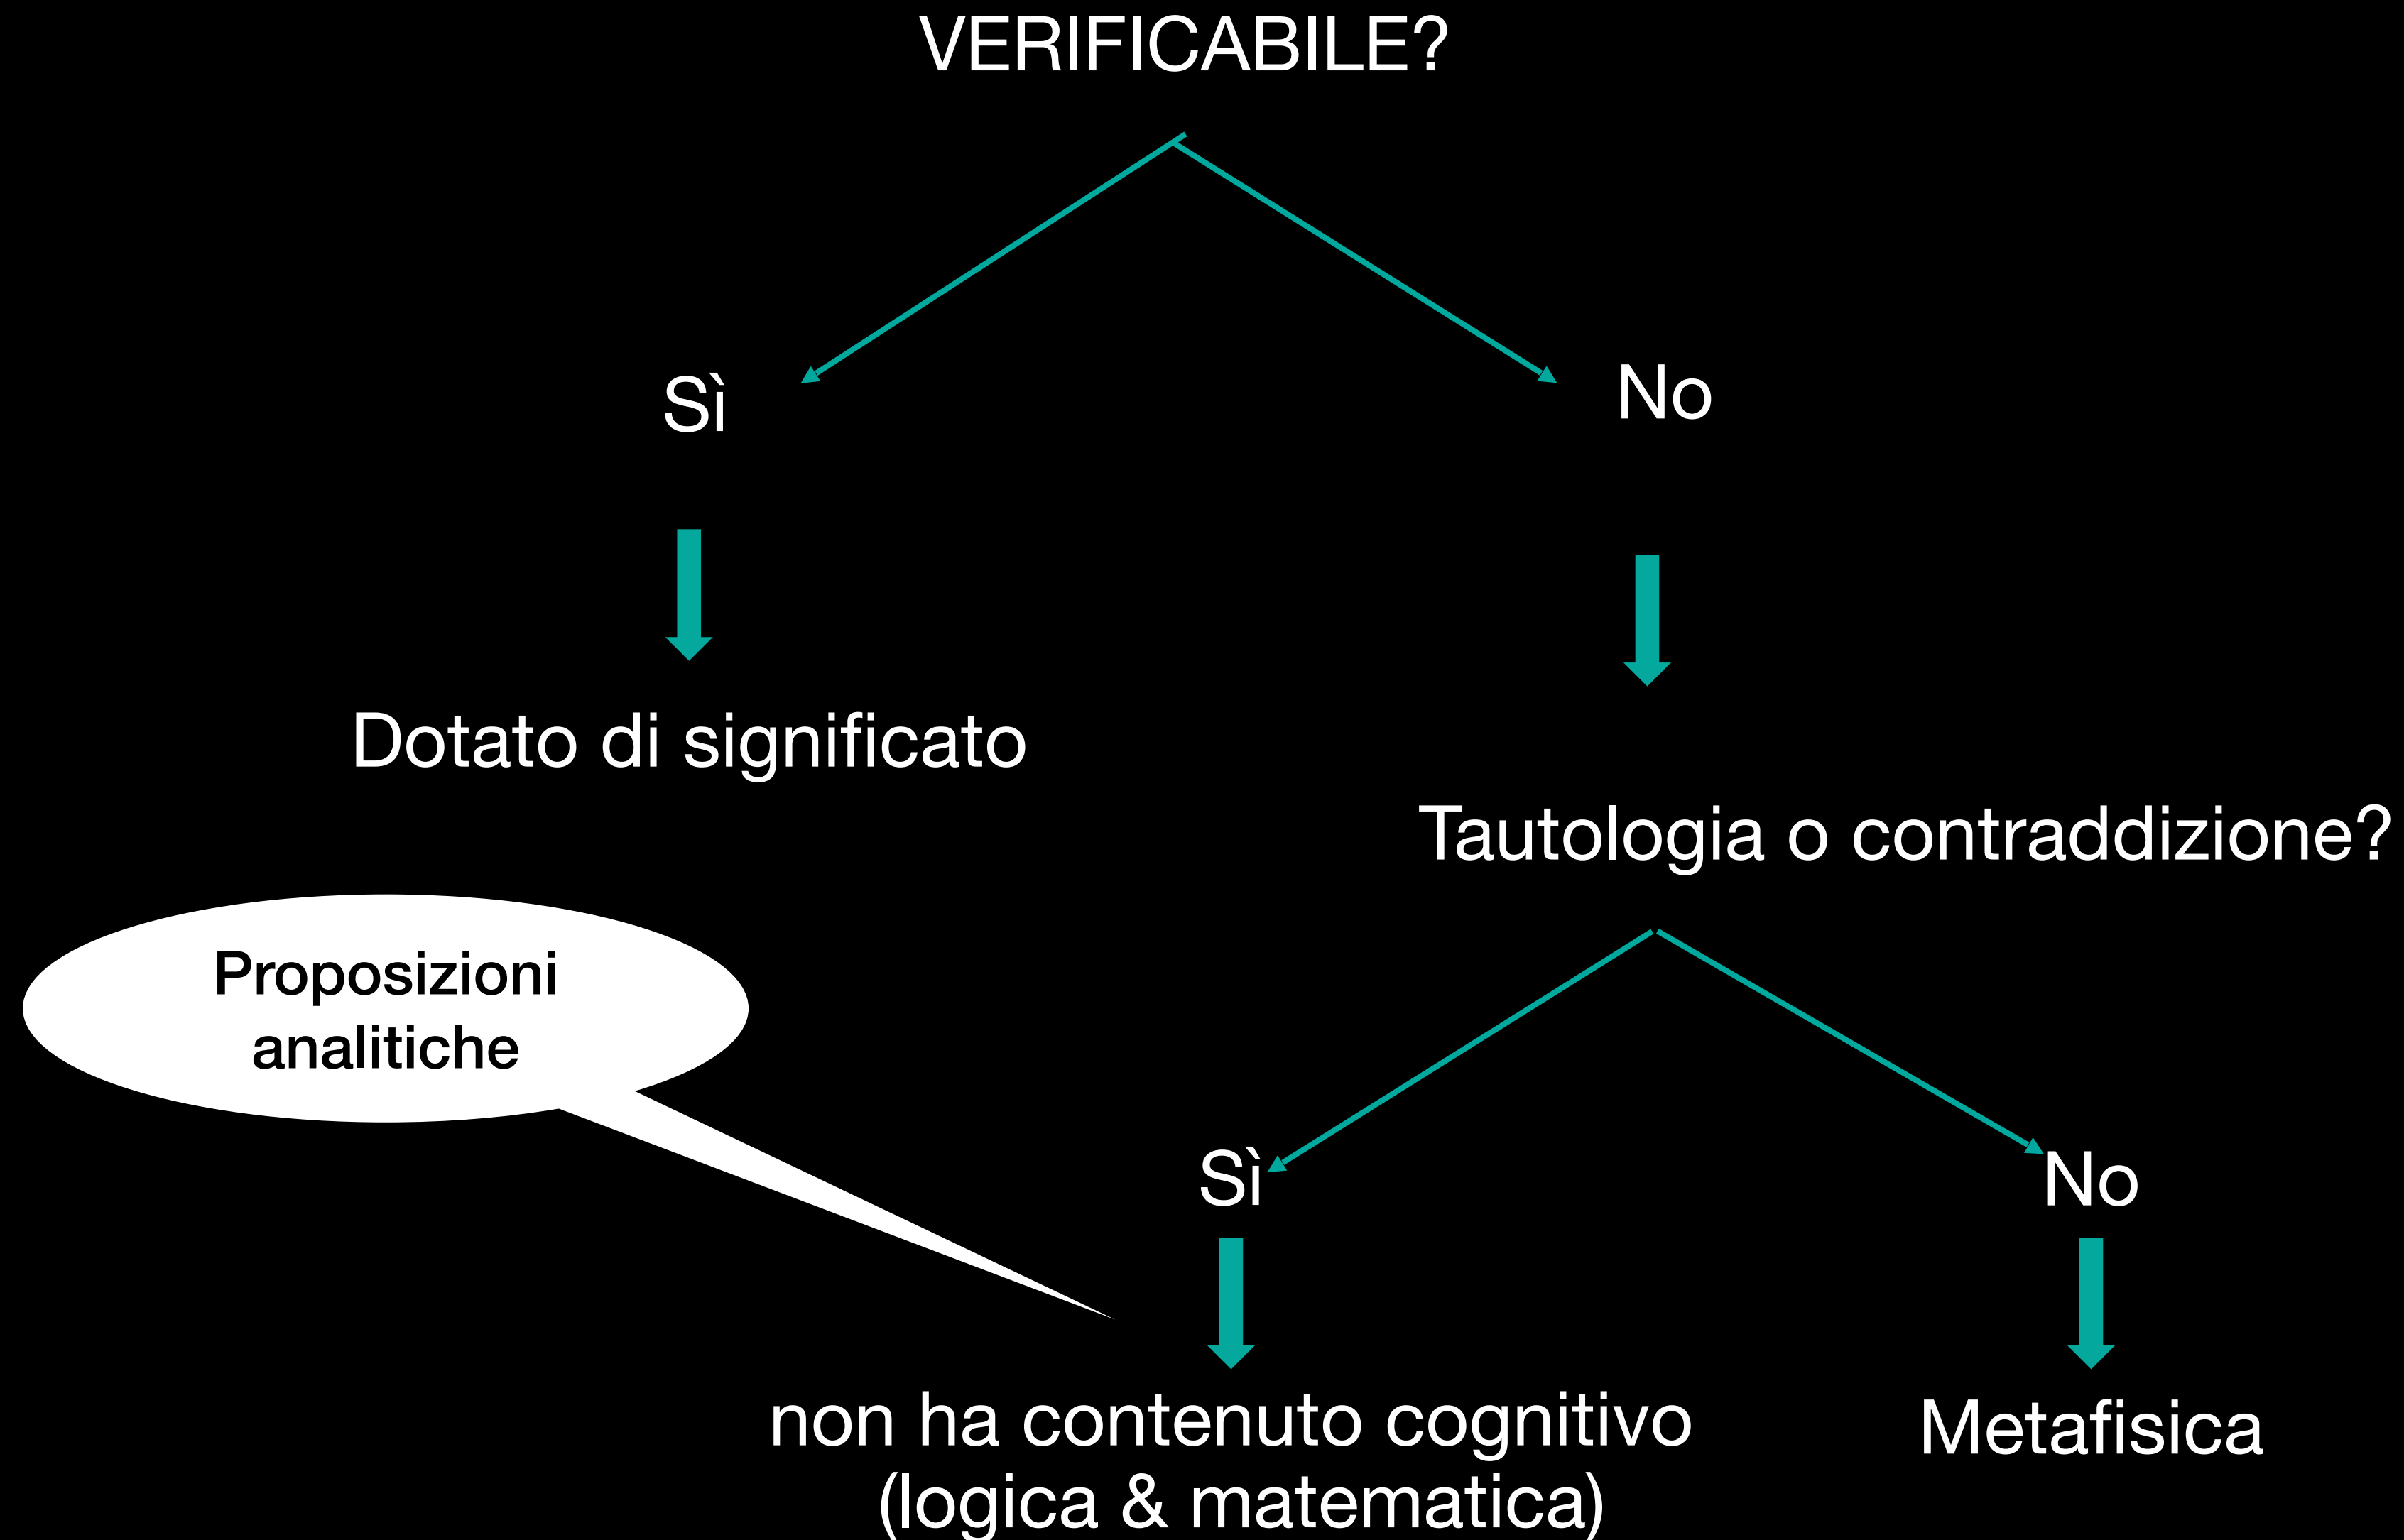 VERIFICABILE?
Sì
No
Dotato di significato
Tautologia o contraddizione?
Proposizioni
analitiche
Sì
No
non ha contenuto cognitivo
(logica & matematica)
Metafisica